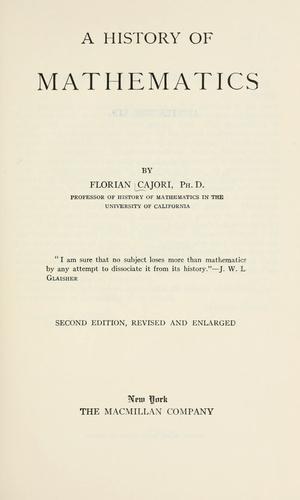 A HISTORY OF
MATHEMATICS
BY
FLORIAN CAJORI, PH. D.
PROFESSOR OF HISTORY OF MATHEMATICS IN THE
UNIVERSITY OF CALIFORNIA
"I am sure that no subject loses more than mathematics
by any attempt to dissociate it from its history."—J. W. L
GLAISHER
SECOND EDITION, REVISED AND ENLARGED
New York
THE MACMILLAN COMPANY